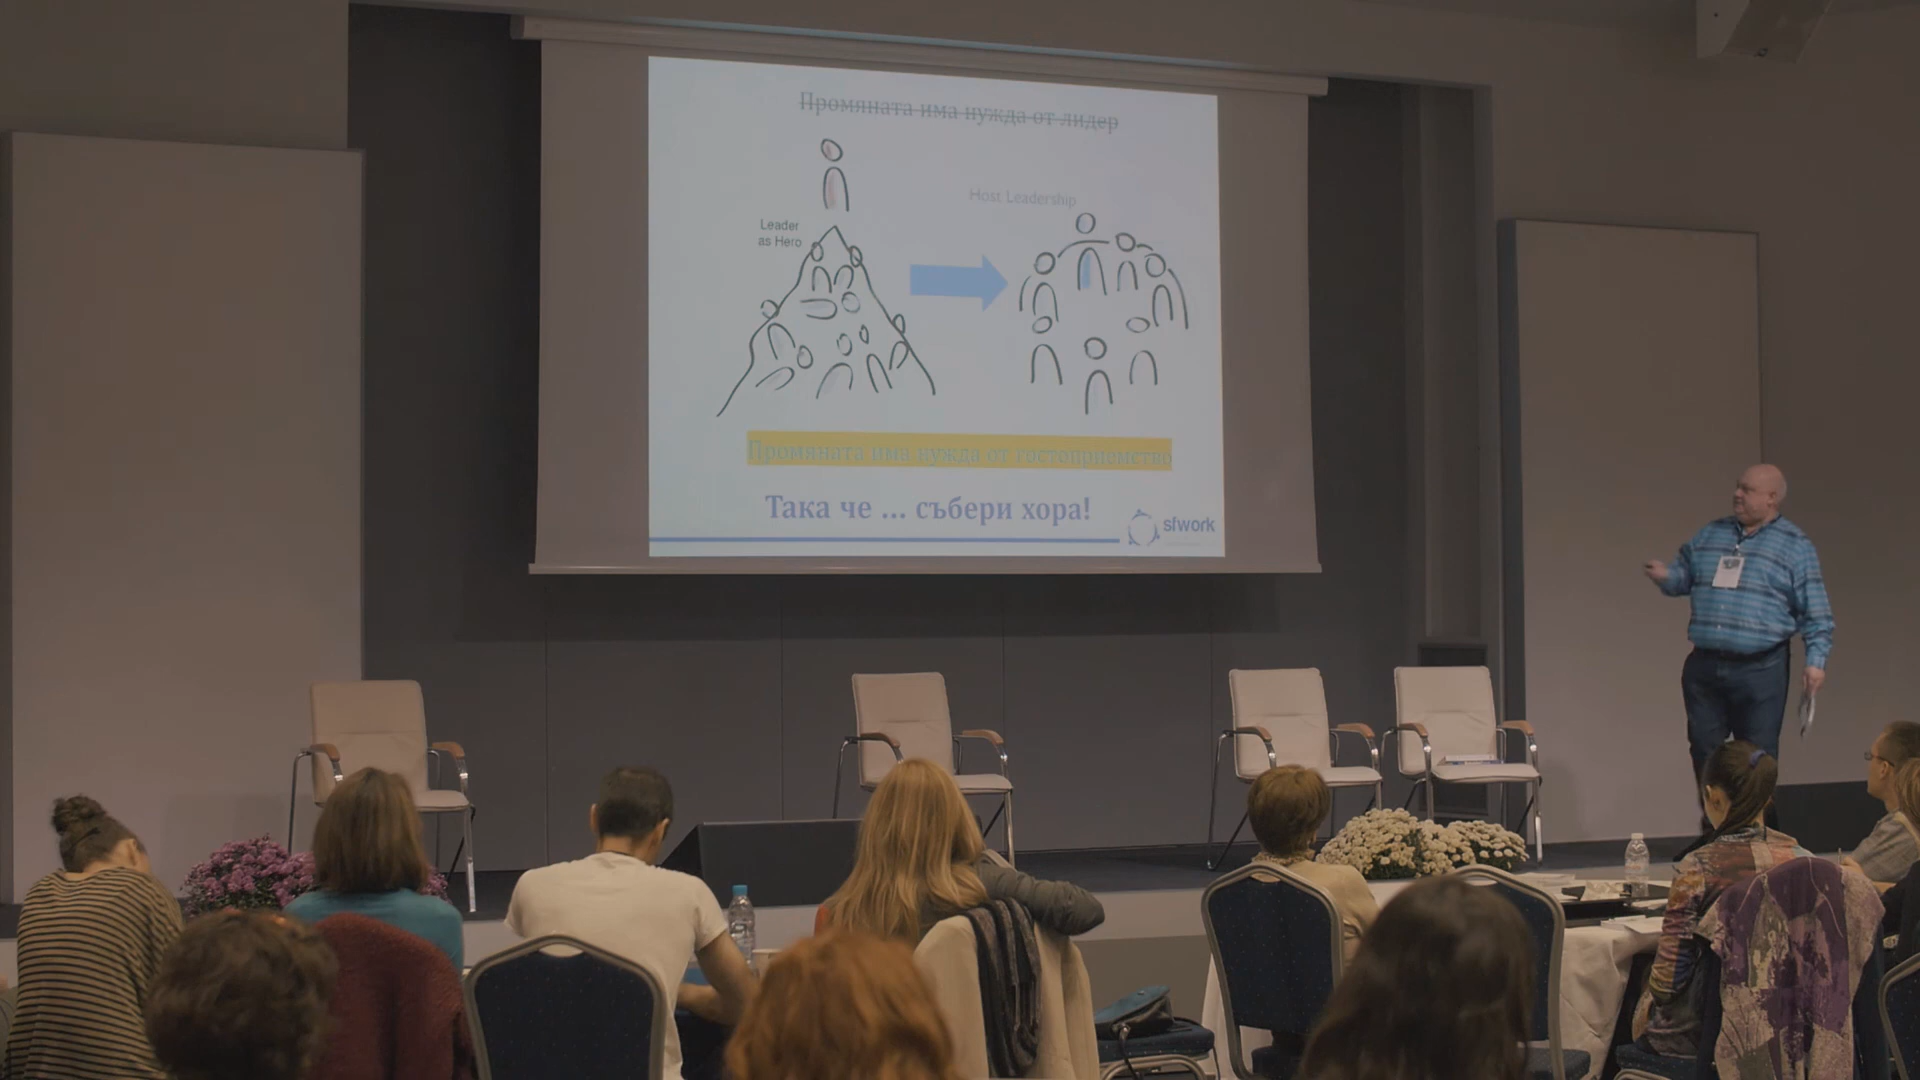 Промяната има нужда от лидер
Host Leadership
Leader
as Hero
Промяната има нужда от гостоприемство
Така че ... събери хора!
sfwork